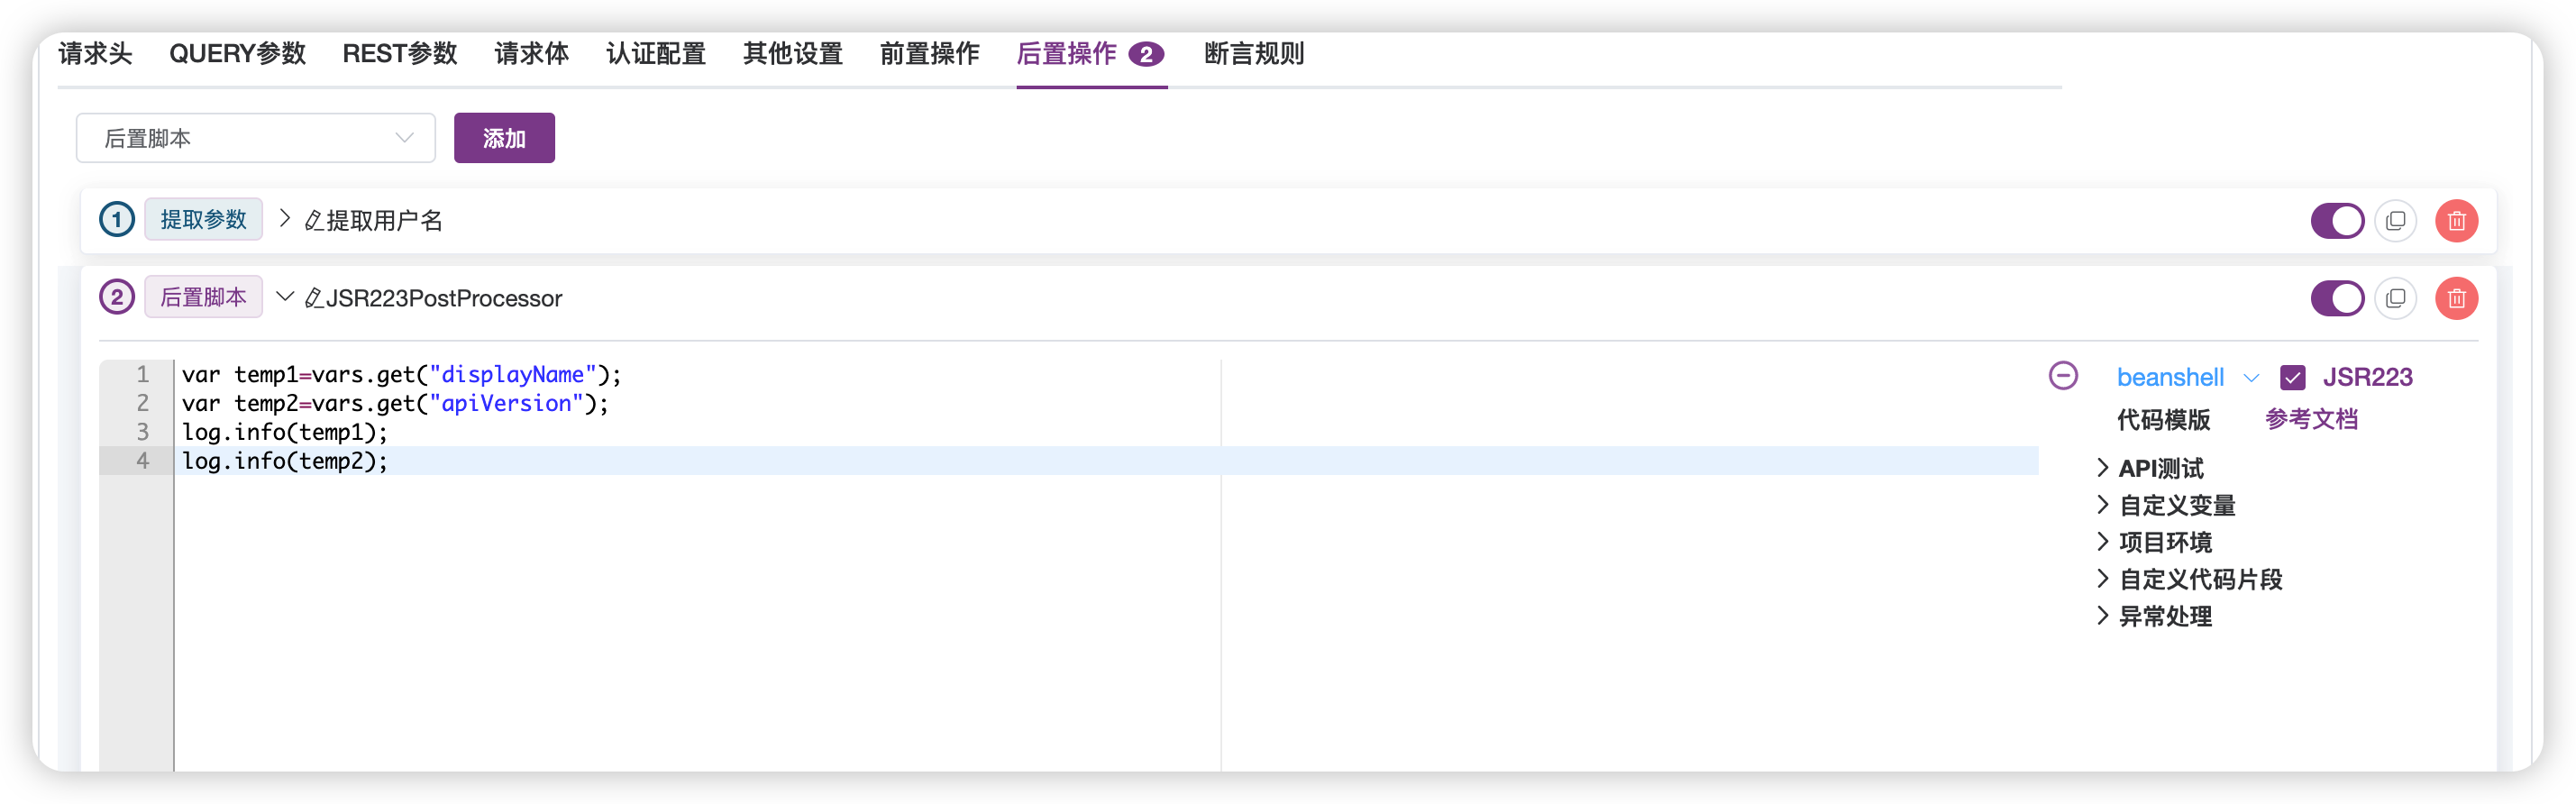 请求头 QUERY参数 REST参数 请求体 认证配置 其他设置 前置操作 后置操作 2 断言规则
后置脚本 添加
1 提取参数 提取用户名
2 后置脚本 JSR223PostProcessor
1 var temp1=vars.get("displayName");
2 var temp2=vars.get("apiVersion");
3 log.info(temp1);
4 log.info(temp2);
beanshell JSR223
代码模版 参考文档
API测试
自定义变量
项目环境
自定义代码片段
异常处理